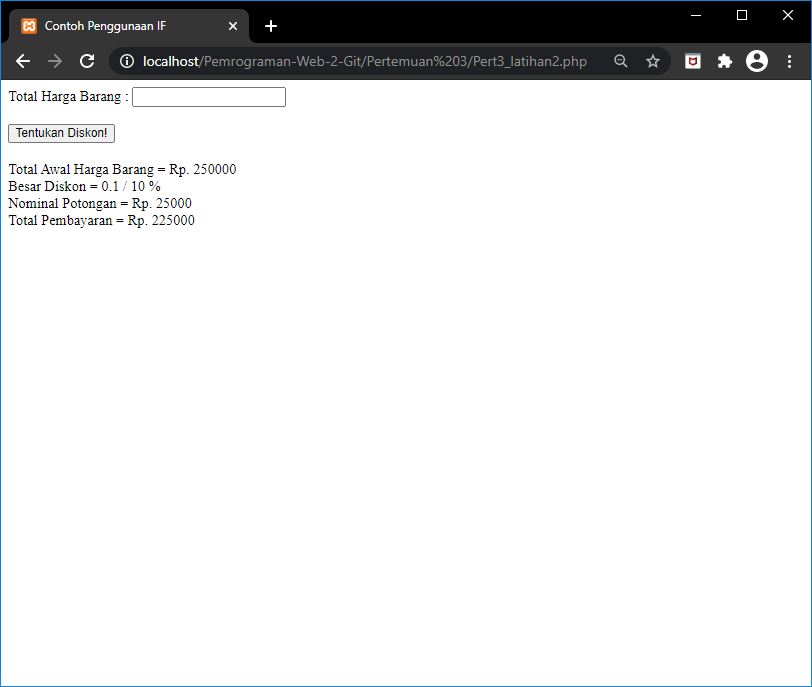 Contoh Penggunaan IF
localhost/Pemrograman-Web-2-Git/Pertemuan%203/Pert3_latihan2.php
Total Harga Barang :
Tentukan Diskon!
Total Awal Harga Barang = Rp. 250000
Besar Diskon = 0.1 / 10 %
Nominal Potongan = Rp. 25000
Total Pembayaran = Rp. 225000